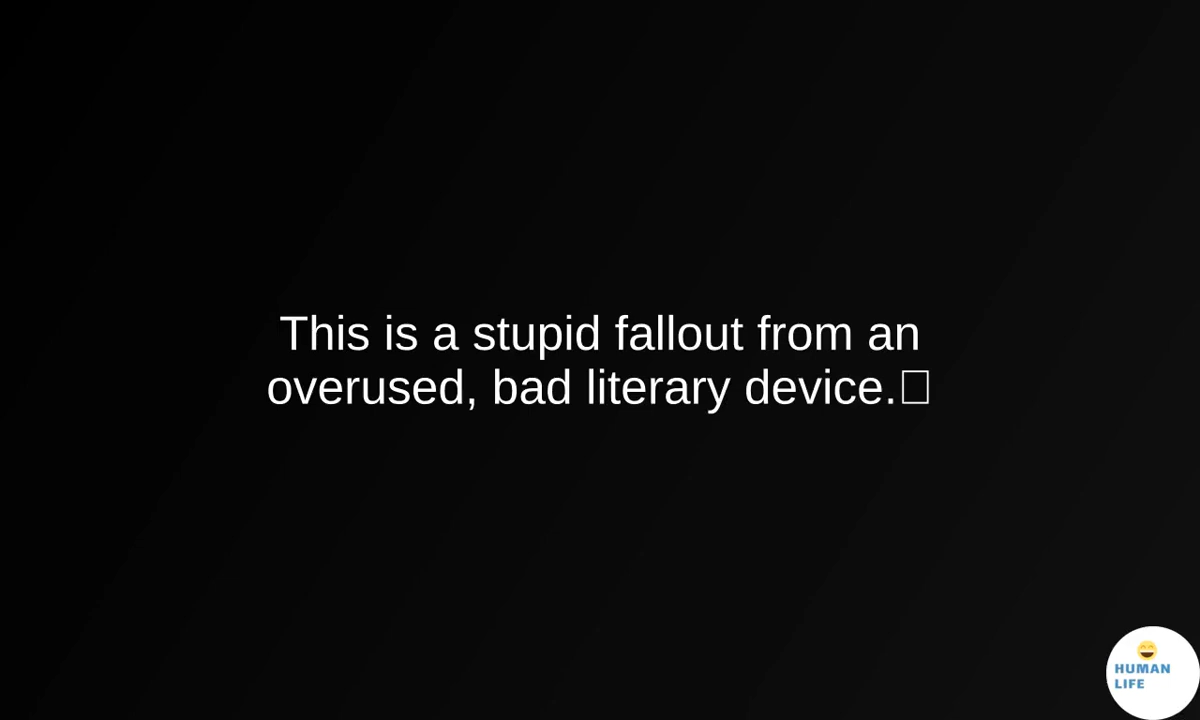 This is a stupid fallout from an
overused, bad literary device.
HUMAN
LIFE